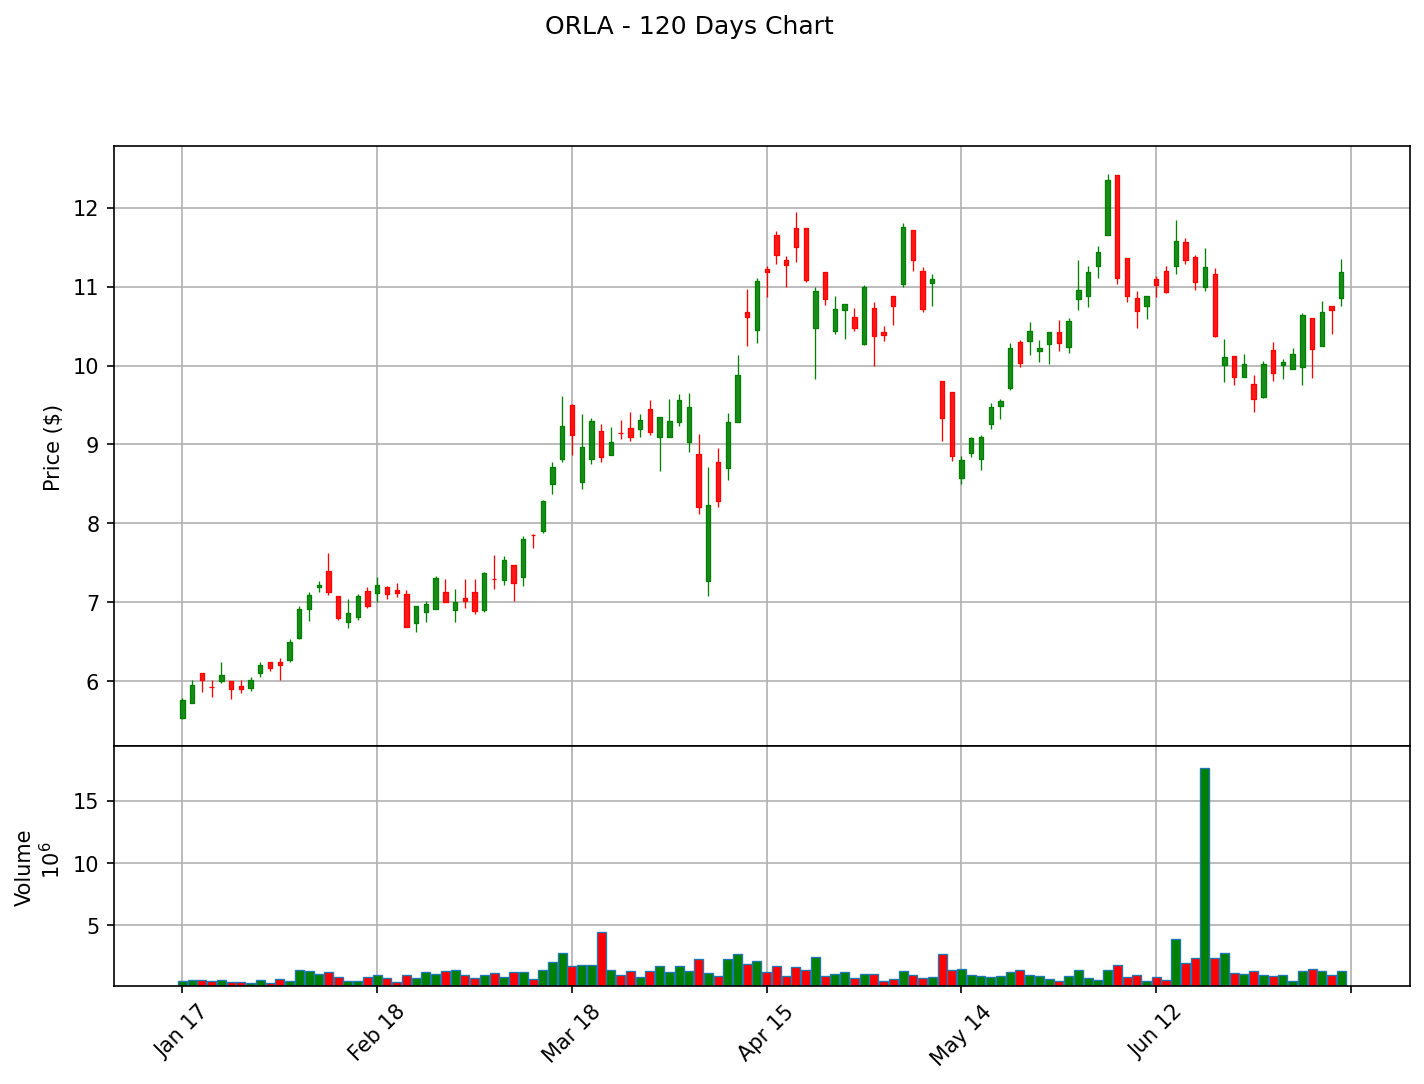 ORLA - 120 Days Chart
Price ($)
12
11
10
9
8
7
6
Volume
10^6
15
10
5
Jan 17
Feb 18
Mar 18
Apr 15
May 14
Jun 12